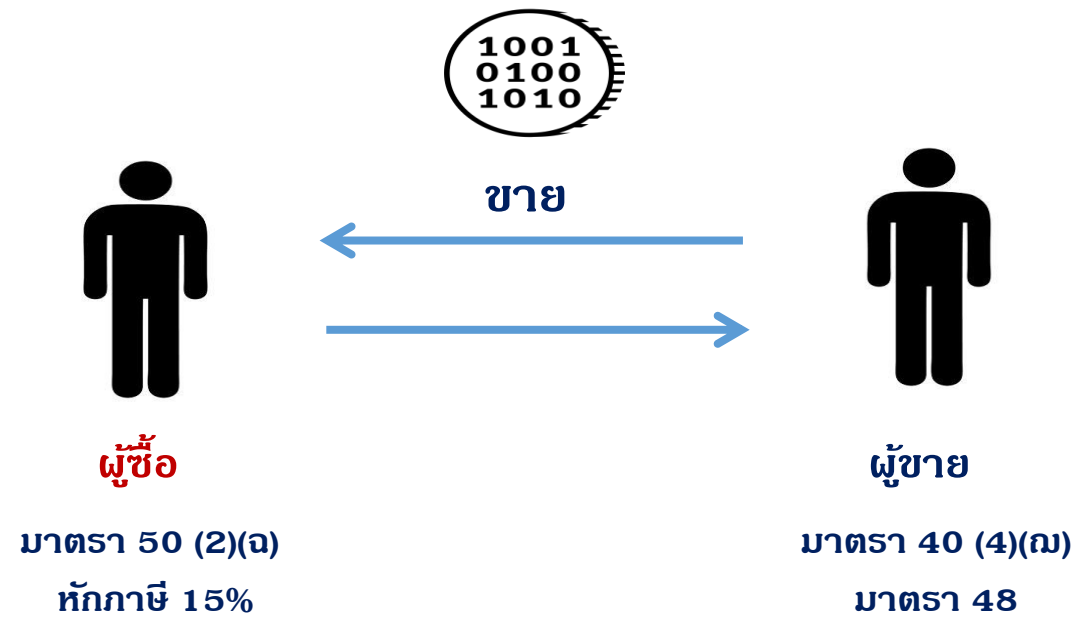 1001
0100
1010
ขาย
ผู้ซื้อ
มาตรา 50 (2)(ฉ)
หักภาษี 15%
ผู้ขาย
มาตรา 40 (4)(ฌ)
มาตรา 48